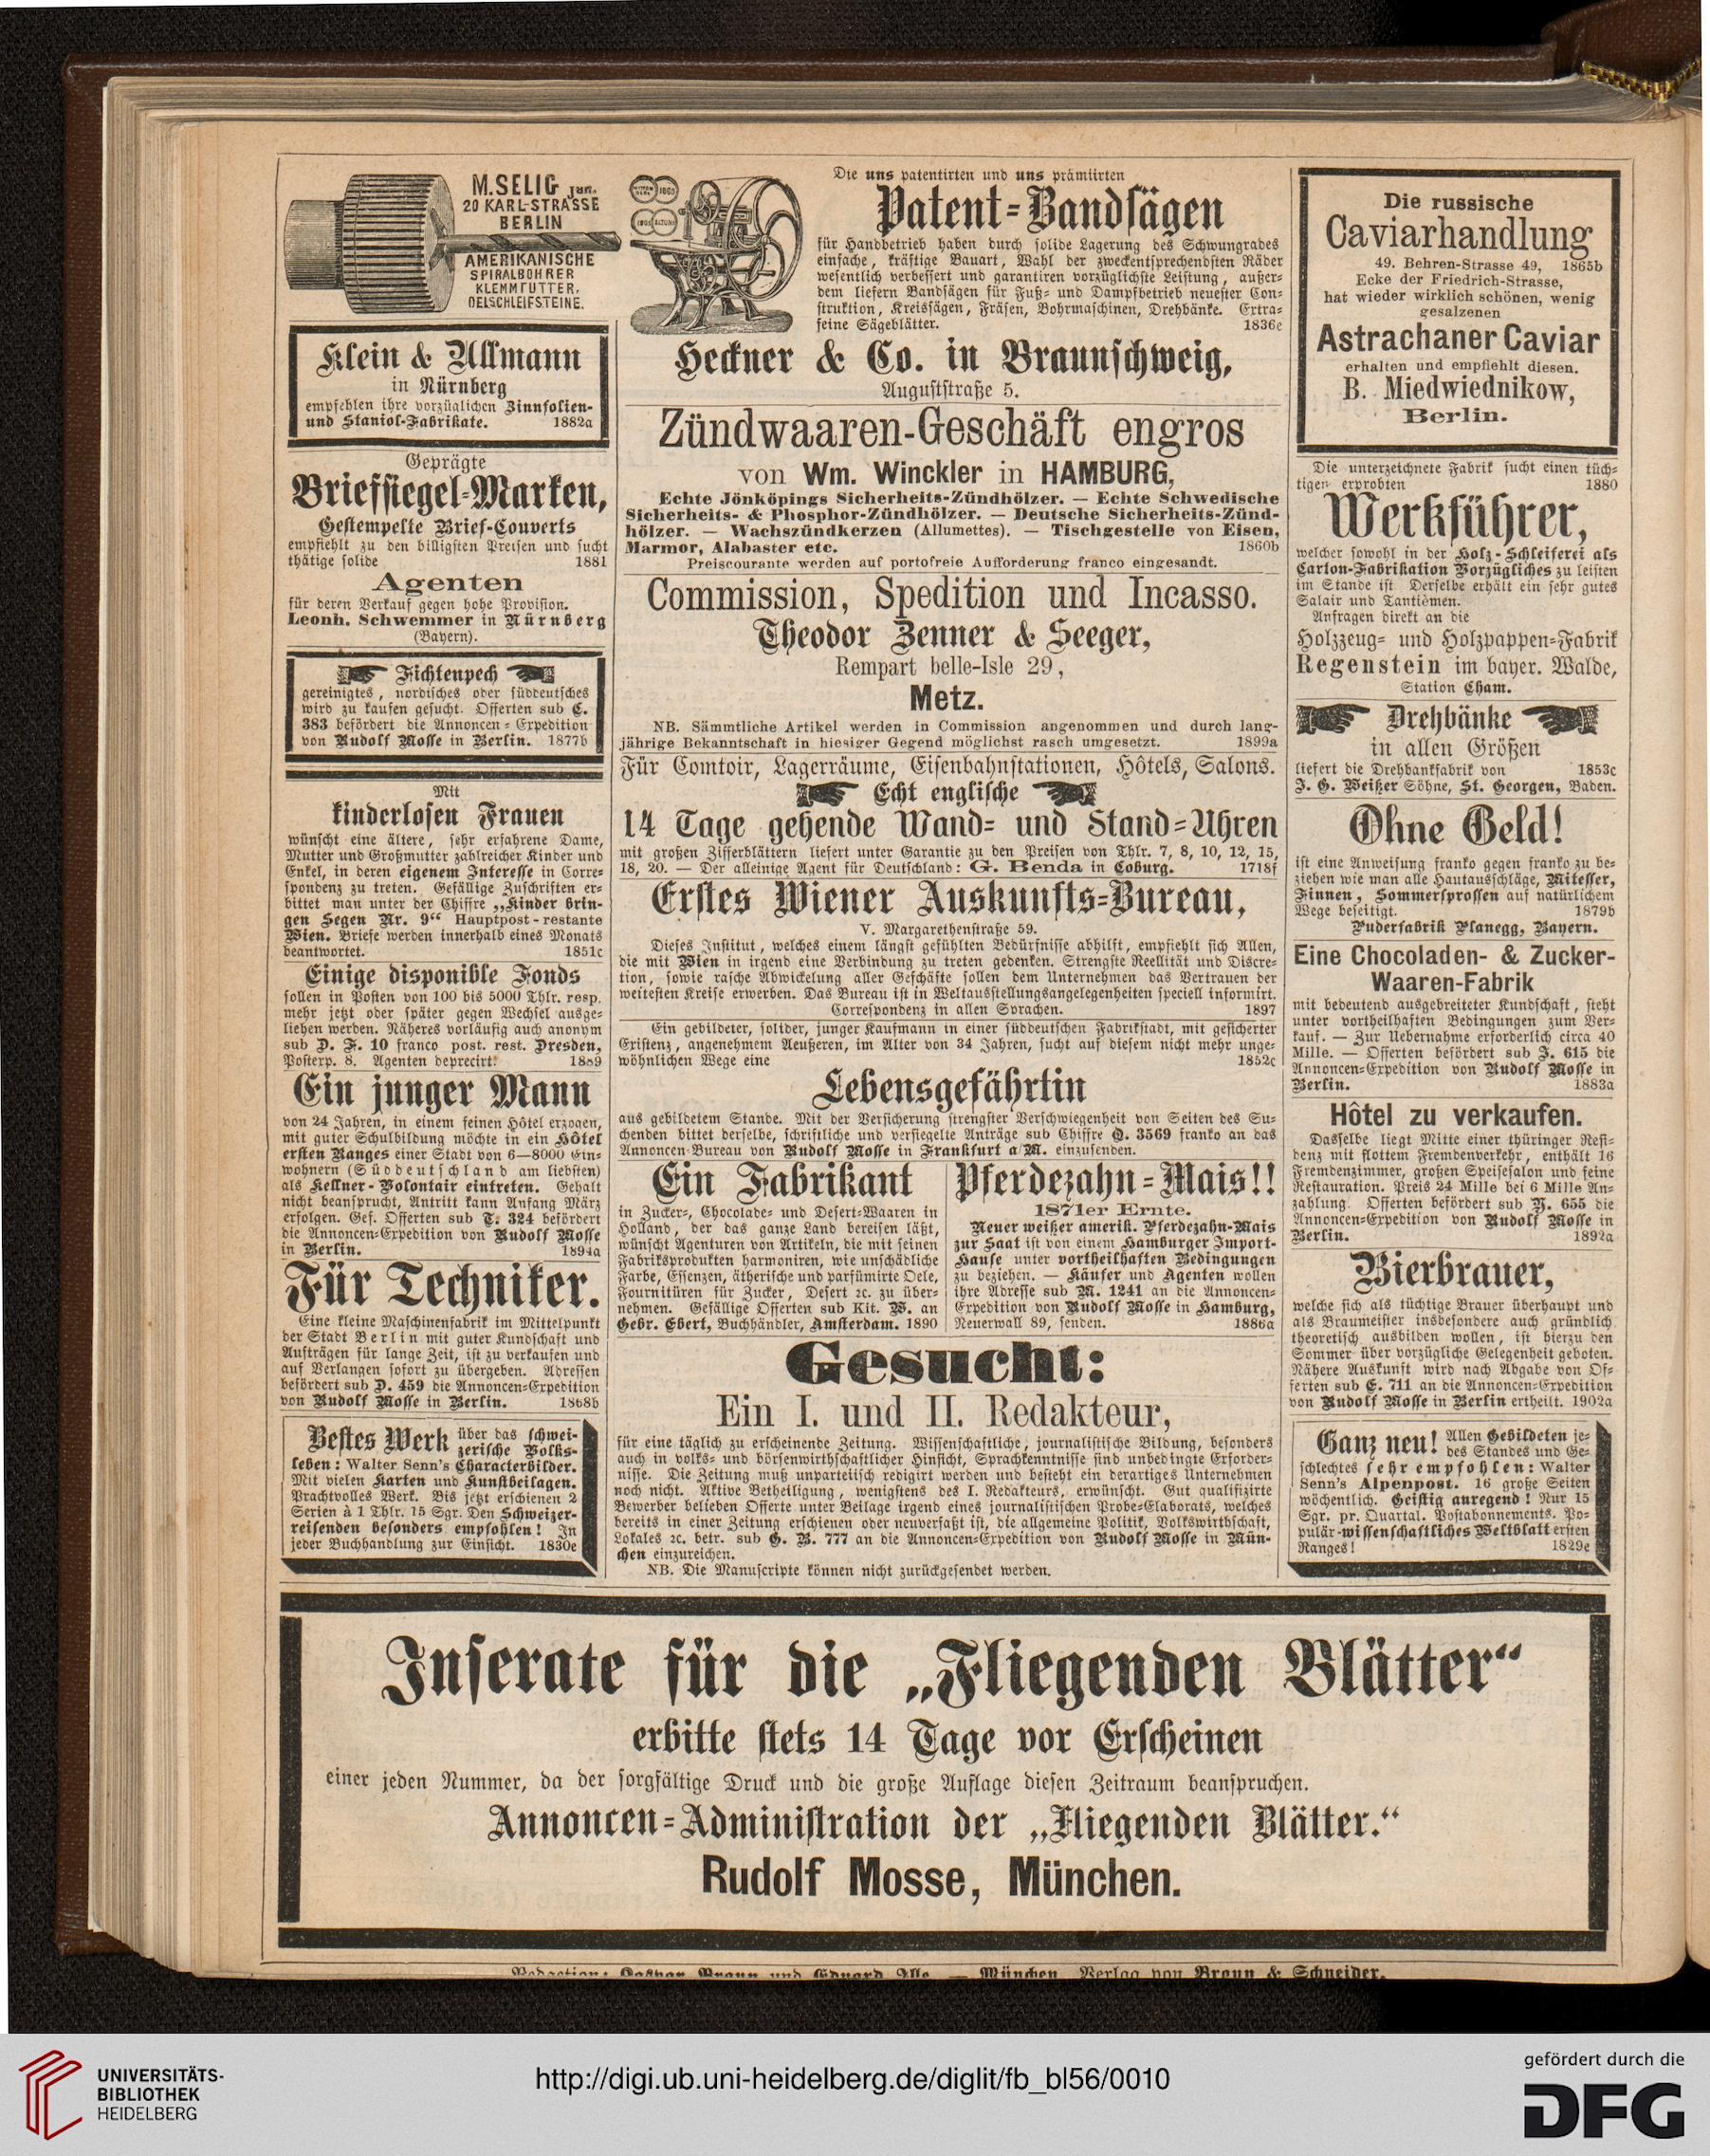 M. SELIG jun.
20 KARL-STRASSE
BERLIN
AMERIKANISCHE
SPIRALBOHRER
KLEMMFUTTER,
OELSCHLEIFSTEINE.
Klein & Ullmann
in Nürnberg
empfehlen ihre vorzüglichen Zinnfolien-
und Staniol-Fabrikate. 1882a
Geprägte
Briefsiegel-Marken,
Gestempelte Brief-Couverts
empfiehlt zu den billigsten Preisen und sucht
thätige solide 1881
Agenten
für deren Verkauf gegen hohe Provision.
Leonh. Schwemmer in Nürnberg
(Bayern).
Fichtenpech
gereinigtes, nordisches oder süddeutsches
wird zu kaufen gesucht. Offerten sub C.
383 befördert die Annoncen-Expedition
von Rudolf Mosse in Berlin. 1877b
Mit
kinderlosen Frauen
wünscht eine ältere, sehr erfahrene Dame,
Mutter und Großmutter zahlreicher Kinder und
Enkel, in deren eigenem Interesse in Corre-
spondenz zu treten. Gefällige Zuschriften er-
bittet man unter der Chiffre „Kinder brin-
gen Segen Nr. 9“ Hauptpost-restante
Wien. Briefe werden innerhalb eines Monats
beantwortet. 1851c
Einige disponible Fonds
sollen in Posten von 100 bis 5000 Thlr. resp.
mehr jetzt oder später gegen Wechsel ausge-
liehen werden. Näheres vorläufig auch anonym
sub D. F. 10 franco post. rest. Dresden,
Posterp. 8. Agenten deprecirt. 1889
Ein junger Mann
von 24 Jahren, in einem feinen Hôtel erzogen,
mit guter Schulbildung möchte in ein Hôtel
ersten Ranges einer Stadt von 6—8000 Ein-
wohnern (Süddeutschland am liebsten)
als Kellner-Volontair eintreten. Gehalt
nicht beansprucht, Antritt kann Anfang März
erfolgen. Gef. Offerten sub T. 324 befördert
die Annoncen-Expedition von Rudolf Mosse
in Berlin. 1894a
Für Techniker.
Eine kleine Maschinenfabrik im Mittelpunkt
der Stadt Berlin mit guter Kundschaft und
Aufträgen für lange Zeit, ist zu verkaufen und
auf Verlangen sofort zu übergeben. Adressen
befördert sub D. 459 die Annoncen-Expedition
von Rudolf Mosse in Berlin. 1868b
Bestes Werk über das schwei-
zerische Volks-
leben: Walter Senn's Characterbilder.
Mit vielen Karten und Kunstbeilagen.
Prachtvolles Werk. Bis jetzt erschienen 2
Serien à 1 Thlr. 15 Sgr. Den Schweizer-
reisenden besonders empfohlen! In
jeder Buchhandlung zur Einsicht. 1830e
Die uns patentirten und uns prämiirten
Patent-Bandsägen
für Handbetrieb haben durch solide Lagerung des Schwungrades
einfache, kräftige Bauart, Wahl der zweckentsprechendsten Räder
wesentlich verbessert und garantiren vorzüglichste Leistung, außer-
dem liefern Bandsägen für Fuß- und Dampfbetrieb neuester Con-
struktion, Kreissägen, Fräsen, Bohrmaschinen, Drehbänke. Extra-
feine Sägeblätter. 1836c
Heckner & Co. in Braunschweig,
Auguststraße 5.
Zündwaaren-Geschäft engros
von Wm. Winckler in HAMBURG,
Echte Jönköpings Sicherheits-Zündhölzer. — Echte Schwedische
Sicherheits- & Phosphor-Zündhölzer. — Deutsche Sicherheits-Zünd-
hölzer. — Wachszündkerzen (Allumettes). — Tischgestelle von Eisen,
Marmor, Alabaster etc. 1860b
Preiscourante werden auf portofreie Aufforderung franco eingesandt.
Commission, Spedition und Incasso.
Theodor Zenner & Seeger,
Rempart belle-Isle 29,
Metz.
NB. Sämmtliche Artikel werden in Commission angenommen und durch lang-
jährige Bekanntschaft in hiesiger Gegend möglichst rasch umgesetzt. 1899a
Für Comtoir, Lagerräume, Eisenbahnstationen, Hôtels, Salons.
Echt englische
14 Tage gehende Wand- und Stand-Uhren
mit großen Zifferblättern liefert unter Garantie zu den Preisen von Thlr. 7, 8, 10, 12, 15,
18, 20. — Der alleinige Agent für Deutschland: G. Benda in Coburg. 1718f
Erstes Wiener Auskunfts-Bureau,
V. Margarethenstraße 59.
Dieses Institut, welches einem längst gefühlten Bedürfnisse abhilft, empfiehlt sich Allen,
die mit Wien in irgend eine Verbindung zu treten gedenken. Strengste Reellität und Discre-
tion, sowie rasche Abwickelung aller Geschäfte sollen dem Unternehmen das Vertrauen der
weitesten Kreise erwerben. Das Bureau ist in Weltausstellungsangelegenheiten speciell informirt.
Correspondenz in allen Sprachen. 1897
Ein gebildeter, solider, junger Kaufmann in einer süddeutschen Fabrikstadt, mit gesicherter
Existenz, angenehmem Aeußeren, im Alter von 34 Jahren, sucht auf diesem nicht mehr unge-
wöhnlichen Wege eine 1852c
Lebensgefährtin
aus gebildetem Stande. Mit der Versicherung strengster Verschwiegenheit von Seiten des Su-
chenden bittet derselbe, schriftliche und versiegelte Anträge sub Chiffre Q. 3569 franko an das
Annoncen-Bureau von Rudolf Mosse in Frankfurt a/M. einzusenden.
Ein Fabrikant
in Zucker-, Chocolade- und Desert-Waaren in
Holland, der das ganze Land bereisen läßt,
wünscht Agenturen von Artikeln, die mit seinen
Fabriksprodukten harmoniren, wie unschädliche
Farbe, Essenzen, ätherische und parfümirte Oele,
Fournitüren für Zucker, Desert ꝛc. zu über-
nehmen. Gefällige Offerten sub Kit. W. an
Gebr. Ebert, Buchhändler, Amsterdam. 1890
Pferdezahn-Mais!!
1871er Ernte.
Neuer weißer amerik. Pferdezahn-Mais
zur Saat ist von einem Hamburger Import-
Hause unter vortheilhaften Bedingungen
zu beziehen. — Käufer und Agenten wollen
ihre Adresse sub M. 1241 an die Annoncen-
Expedition von Rudolf Mosse in Hamburg,
Neuerwall 89, senden. 1886a
Gesucht:
Ein I. und II. Redakteur,
für eine täglich zu erscheinende Zeitung. Wissenschaftliche, journalistische Bildung, besonders
auch in volks- und börsenwirthschaftlicher Hinsicht, Sprachkenntnisse sind unbedingte Erforder-
nisse. Die Zeitung muß unparteiisch redigirt werden und besteht ein derartiges Unternehmen
noch nicht. Aktive Betheiligung, wenigstens des I. Redakteurs, erwünscht. Gut qualifizirte
Bewerber belieben Offerte unter Beilage irgend eines journalistischen Probe-Elaborats, welches
bereits in einer Zeitung erschienen oder neuverfaßt ist, die allgemeine Politik, Volkswirthschaft,
Lokales ꝛc. betr. sub G. B. 777 an die Annoncen-Expedition von Rudolf Mosse in Mün-
chen einzureichen.
NB. Die Manuscripte können nicht zurückgesendet werden.
Die russische
Caviarhandlung
49. Behren-Strasse 49, 1865b
Ecke der Friedrich-Strasse,
hat wieder wirklich schönen, wenig
gesalzenen
Astrachaner Caviar
erhalten und empfiehlt diesen.
B. Miedwiednikow,
Berlin.
Die unterzeichnete Fabrik sucht einen tüch-
tigen erprobten 1880
Werkführer,
welcher sowohl in der Holz-Schleiferei als
Carton-Fabrikation Vorzügliches zu leisten
im Stande ist. Derselbe erhält ein sehr gutes
Salair und Tantièmen.
Anfragen direkt an die
Holzzeug- und Holzpappen-Fabrik
Regenstein im bayer. Walde,
Station Cham.
Drehbänke
in allen Größen
liefert die Drehbankfabrik von 1853c
J. G. Weißer Söhne, St. Georgen, Baden.
Ohne Geld!
ist eine Anweisung franko gegen franko zu be-
ziehen wie man alle Hautausschläge, Mitesser,
Finnen, Sommersprossen auf natürlichem
Wege beseitigt. 1879b
Puderfabrik Planegg, Bayern.
Eine Chocoladen- & Zucker-
Waaren-Fabrik
mit bedeutend ausgebreiteter Kundschaft, steht
unter vortheilhaften Bedingungen zum Ver-
kauf. — Zur Uebernahme erforderlich circa 40
Mille. — Offerten befördert sub J. 615 die
Annoncen-Expedition von Rudolf Mosse in
Berlin. 1883a
Hôtel zu verkaufen.
Dasselbe liegt Mitte einer thüringer Resi-
denz mit flottem Fremdenverkehr, enthält 16
Fremdenzimmer, großen Speisesalon und feine
Restauration. Preis 24 Mille bei 6 Mille An-
zahlung. Offerten befördert sub Y. 655 die
Annoncen-Expedition von Rudolf Mosse in
Berlin. 1892a
Bierbrauer,
welche sich als tüchtige Brauer überhaupt und
als Braumeister insbesondere auch gründlich
theoretisch ausbilden wollen, ist hierzu den
Sommer über vorzügliche Gelegenheit geboten.
Nähere Auskunft wird nach Abgabe von Of-
ferten sub E. 711 an die Annoncen-Expedition
von Rudolf Mosse in Berlin ertheilt. 1902a
Ganz neu! Allen Gebildeten je-
des Standes und Ge-
schlechtes sehr empfohlen: Walter
Senn's Alpenpost. 16 große Seiten
wöchentlich. Geistig anregend! Nur 15
Sgr. pr. Quartal. Postabonnements. Po-
pulär-wissenschaftliches Weltblatt ersten
Ranges! 1829e
Inserate für die „Fliegenden Blätter“
erbitte stets 14 Tage vor Erscheinen
einer jeden Nummer, da der sorgfältige Druck und die große Auflage diesen Zeitraum beanspruchen.
Annoncen-Administration der „Fliegenden Blätter.“
Rudolf Mosse, München.
Redaction: Caspar Braun und Eduard Ille. — München, Verlag von Braun & Schneider.
UNIVERSITÄTS-
BIBLIOTHEK
HEIDELBERG
http://digi.ub.uni-heidelberg.de/diglit/fb_bl56/0010
gefördert durch die
DFG